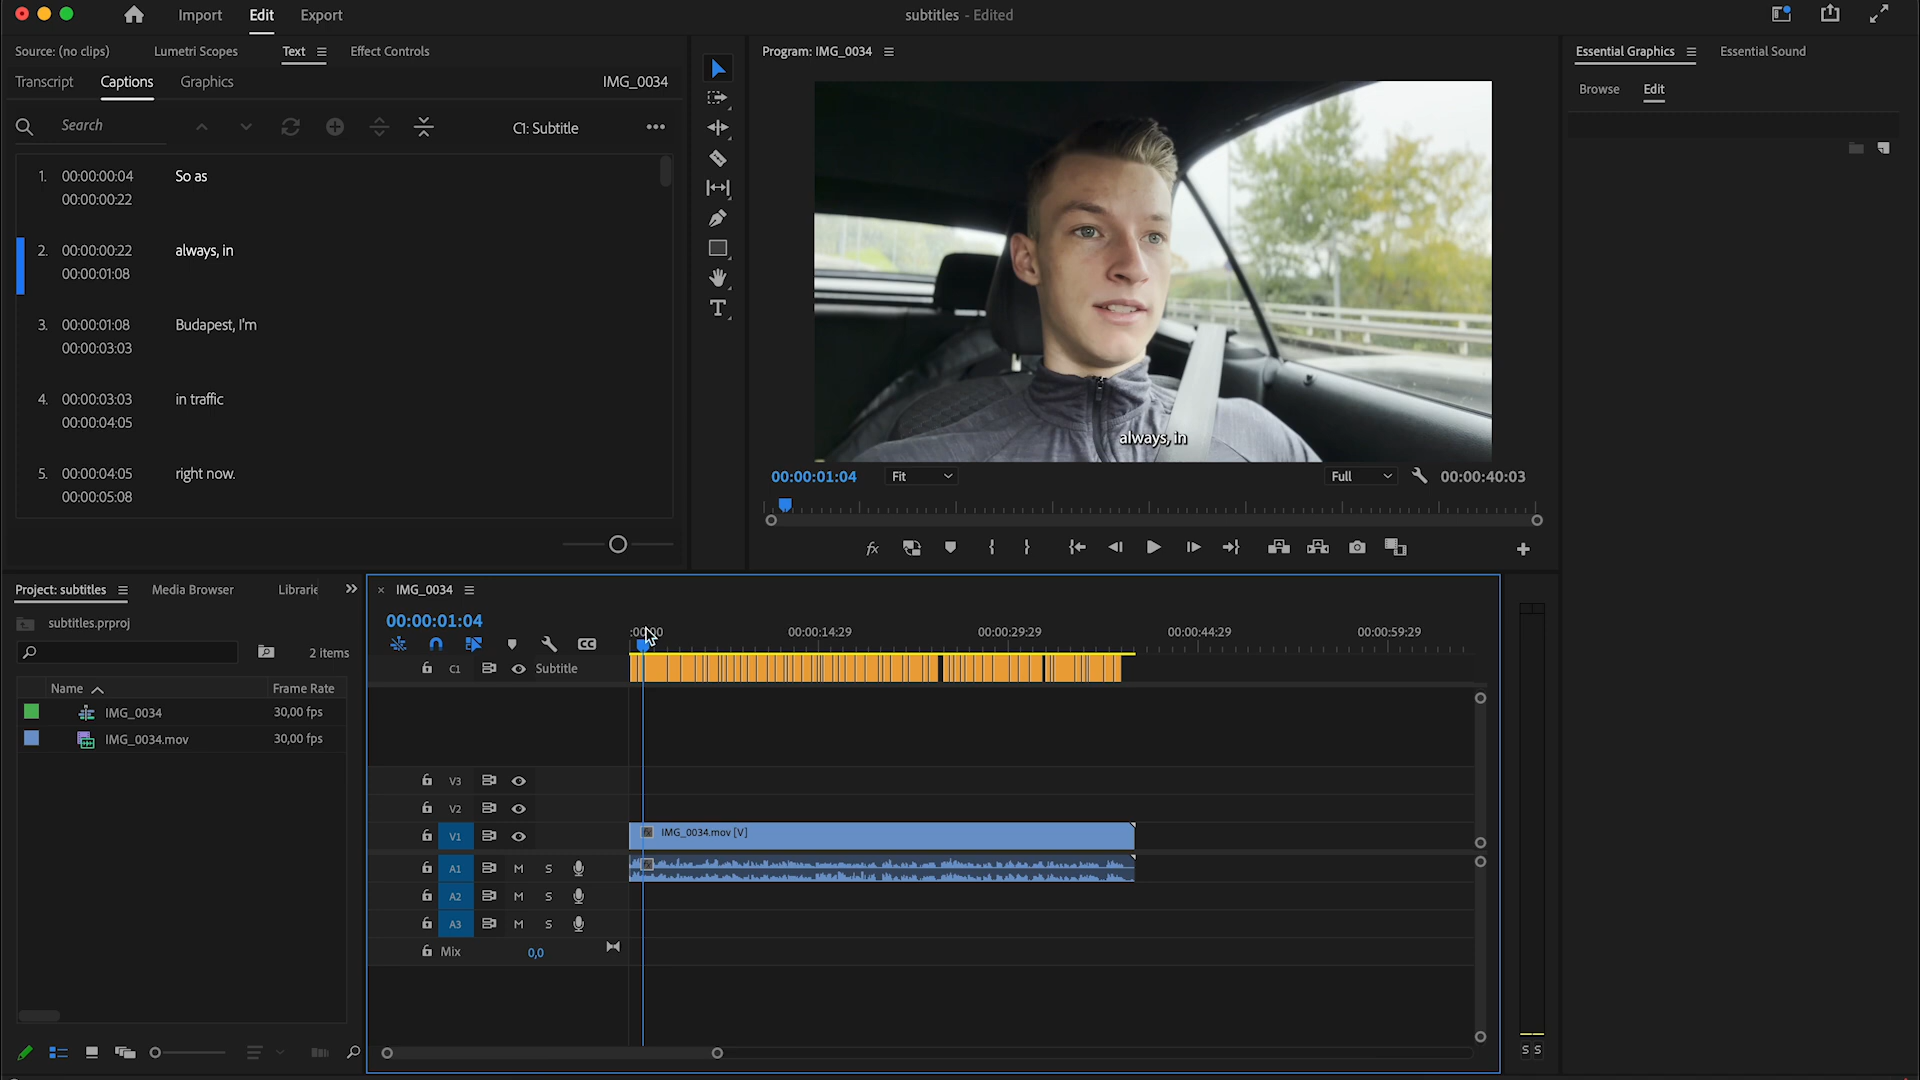 Import Edit Export
subtitles - Edited
Source: (no clips) Lumetri Scopes Text Effect Controls
Transcript Captions Graphics IMG_0034
Search C1: Subtitle
1. 00:00:00:04 So as
00:00:00:22
2. 00:00:00:22 always, in
00:00:01:08
3. 00:00:01:08 Budapest, I'm
00:00:03:03
4. 00:00:03:03 in traffic
00:00:04:05
5. 00:00:04:05 right now.
00:00:05:08
Program: IMG_0034
always, in
00:00:01:04 Fit Full 00:00:40:03
fx
Essential Graphics Essential Sound
Browse Edit
Project: subtitles Media Browser Librarie
subtitles.prproj
2 items
Name Frame Rate
IMG_0034 30,00 fps
IMG_0034.mov 30,00 fps
× IMG_0034
00:00:01:04
:00:00 00:00:14:29 00:00:29:29 00:00:44:29 00:00:59:29
CC
C1 Subtitle
V3
V2
V1 fx IMG_0034.mov [V]
A1 M S
A2 M S
A3 M S
Mix 0,0
S S